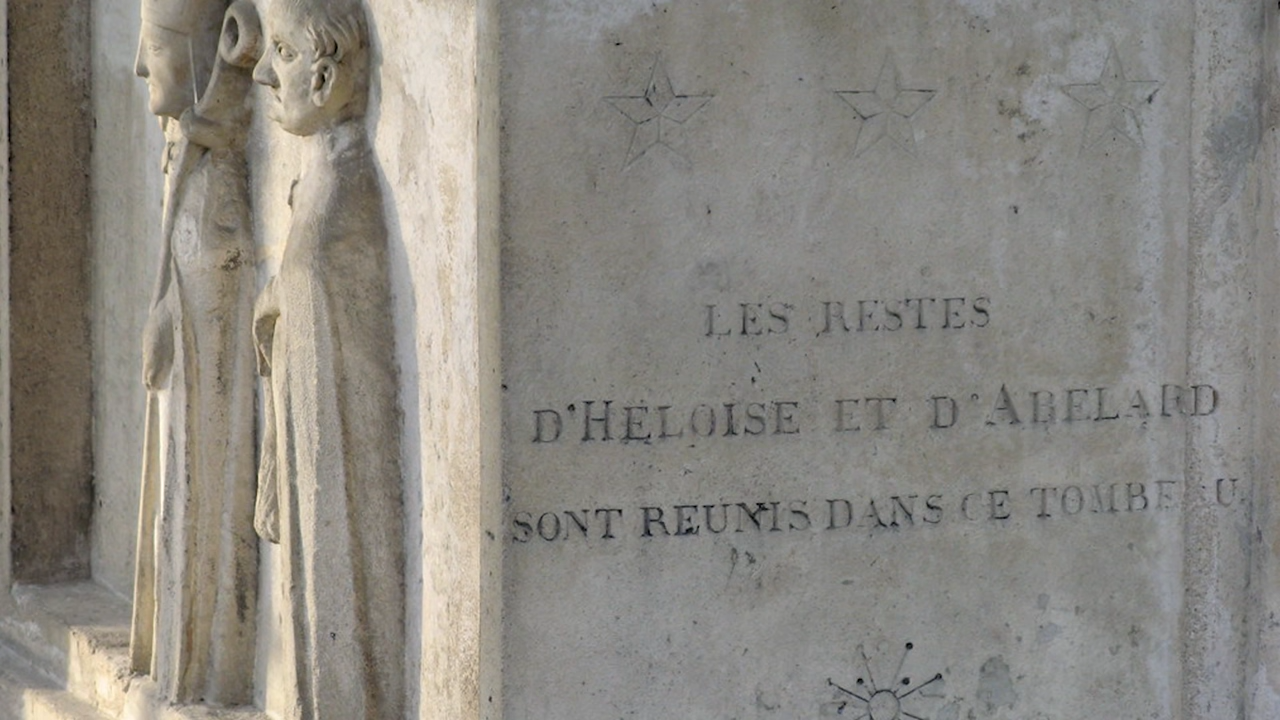 LES RESTES
D'HELOISE ET D'ABELARD
SONT REUNIS DANS CE TOMBEAU.